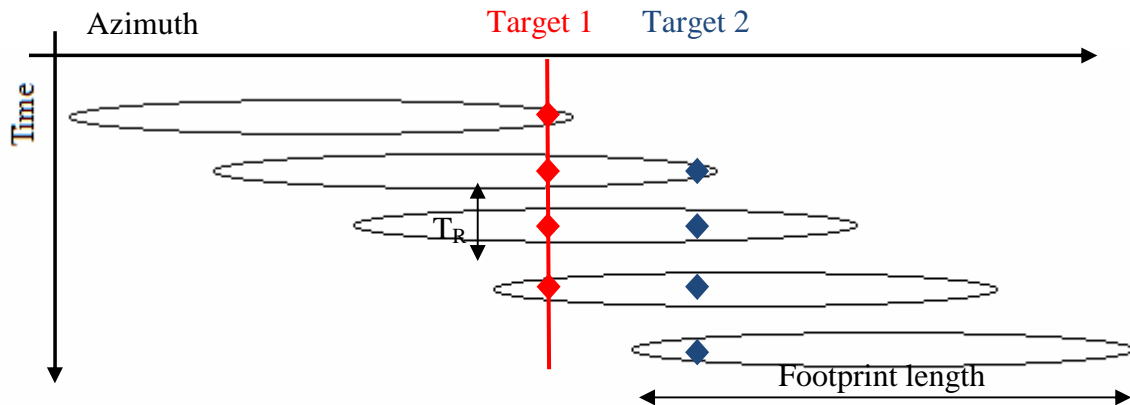 Azimuth
Target 1
Target 2
Time
TR
Footprint length